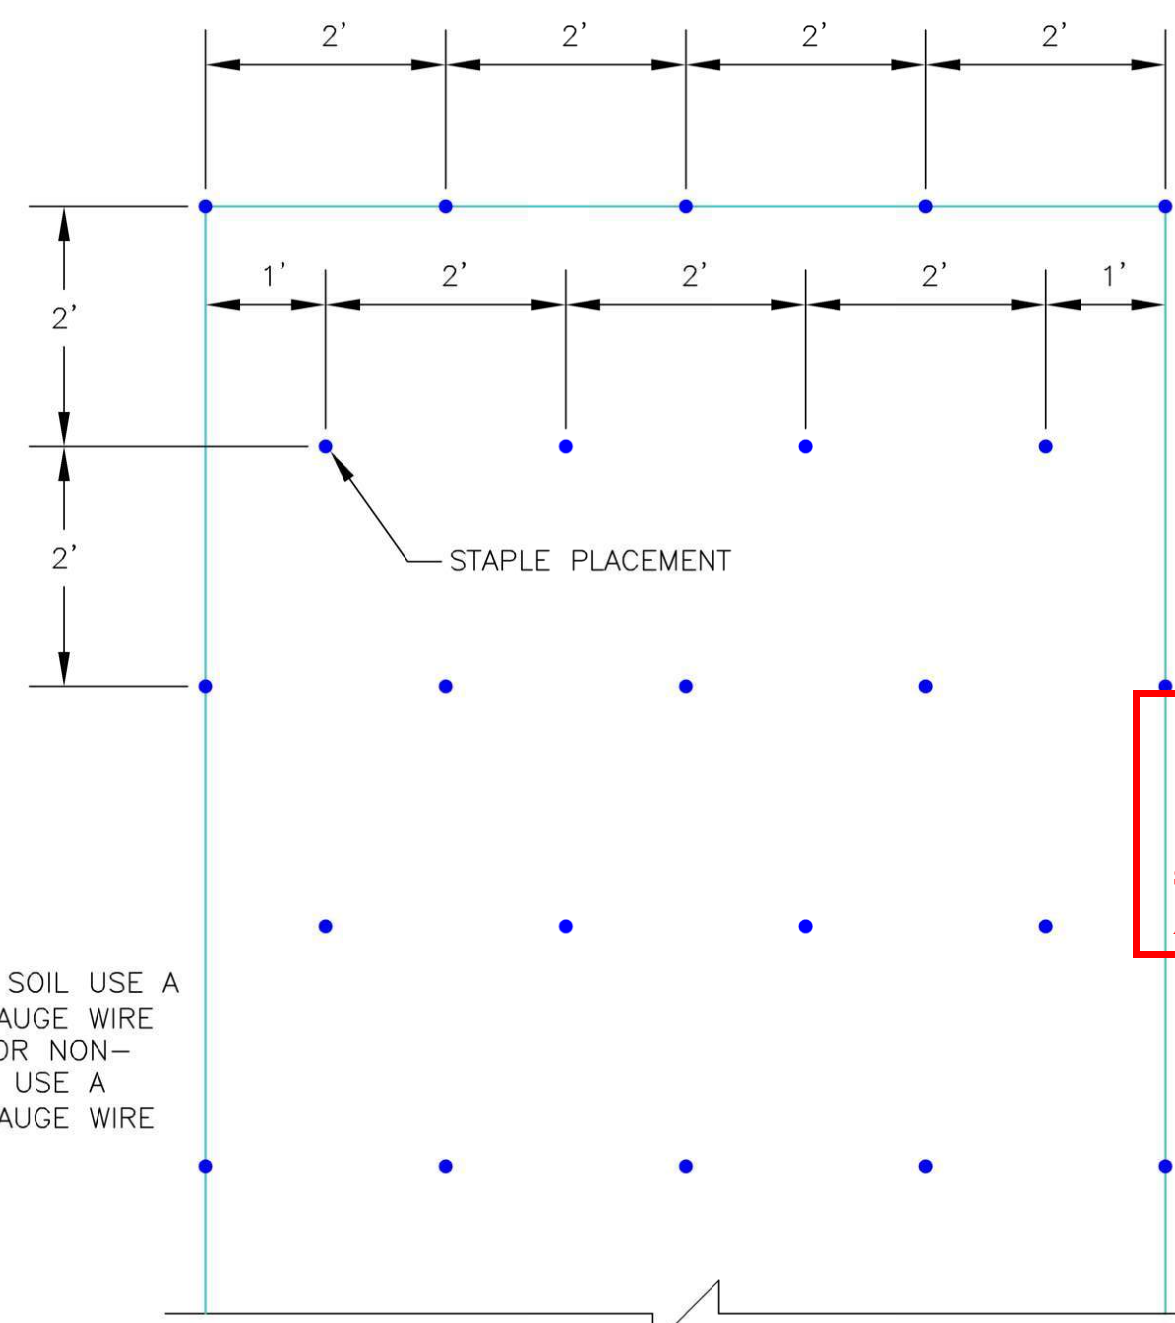 2' 2' 2' 2'
1' 2' 2' 2' 1'
2'
2'
STAPLE PLACEMENT
SOIL USE A
AUGE WIRE
OR NON-
USE A
AUGE WIRE